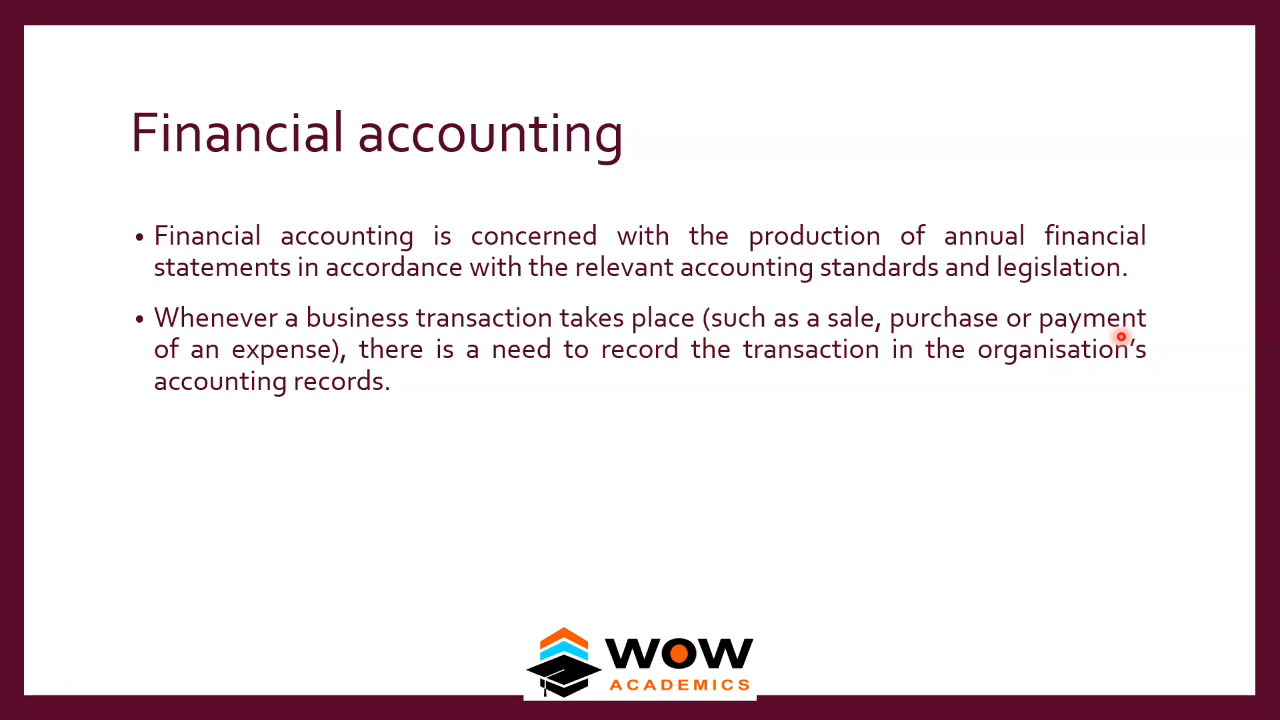 Financial accounting
• Financial accounting is concerned with the production of annual financial
statements in accordance with the relevant accounting standards and legislation.
• Whenever a business transaction takes place (such as a sale, purchase or payment
of an expense), there is a need to record the transaction in the organisation’s
accounting records.
WOW
ACADEMICS